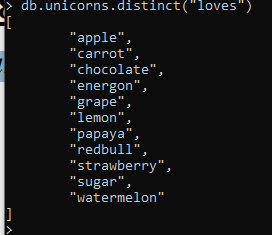 > db.unicorns.distinct("loves")
[
        "apple",
        "carrot",
        "chocolate",
        "energon",
        "grape",
        "lemon",
        "papaya",
        "redbull",
        "strawberry",
        "sugar",
        "watermelon"
]
>